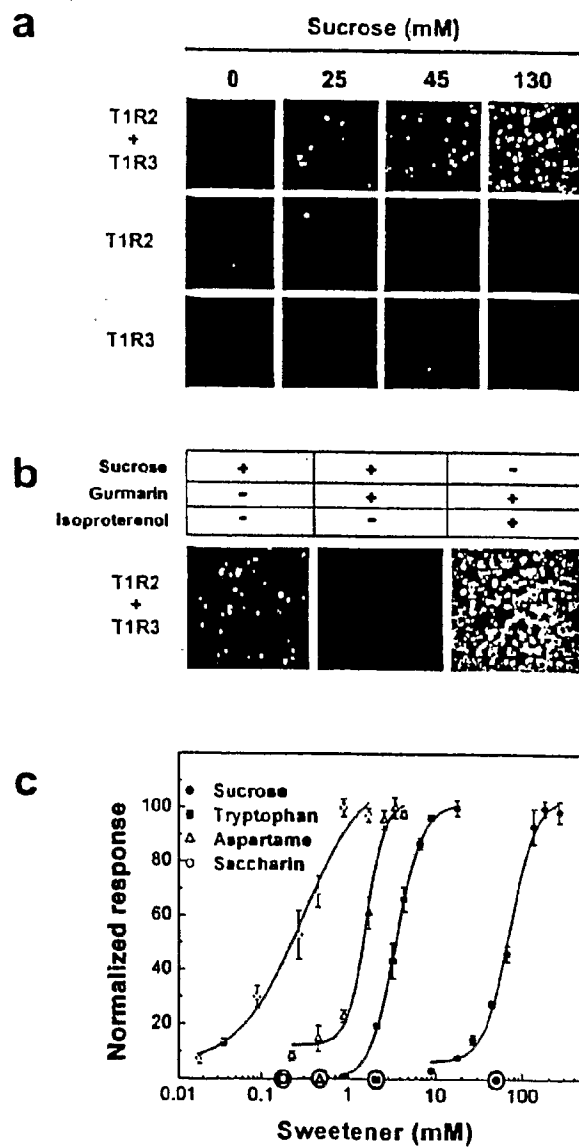 a
Sucrose (mM)
0 25 45 130
T1R2
+
T1R3
T1R2
T1R3
b
Sucrose + + -
Gurmarin - + +
Isoproterenol - - +
T1R2
+
T1R3
c
Sucrose
Tryptophan
Aspartame
Saccharin
Normalized response
100
80
60
40
20
0.01 0.1 1 10 100
Sweetener (mM)